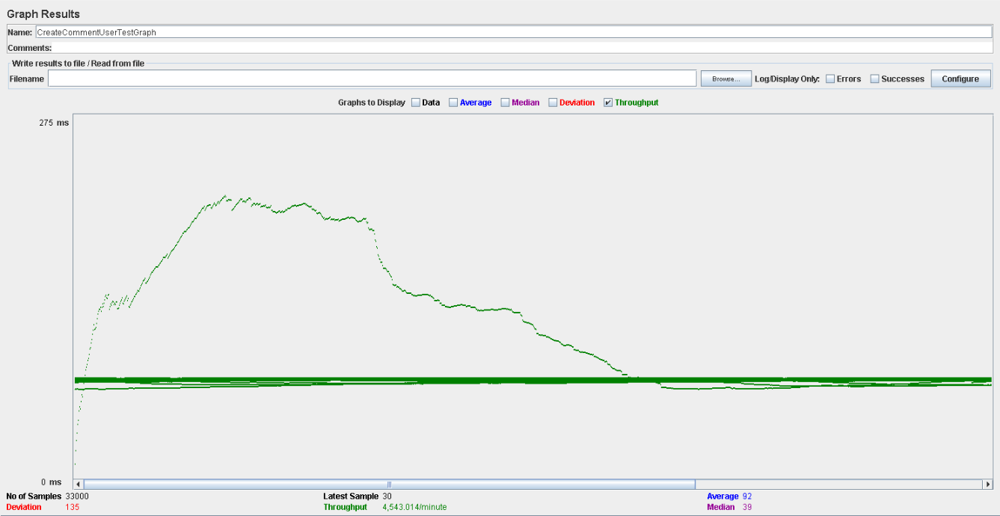 Graph Results
Name: CreateCommentUserTestGraph
Comments:
Write results to file / Read from file
Filename Browse... Log/Display Only: Errors Successes Configure
Graphs to Display Data Average Median Deviation Throughput
275 ms
0 ms
No of Samples 33000 Latest Sample 30 Average 92
Deviation 135 Throughput 4,543.014/minute Median 39